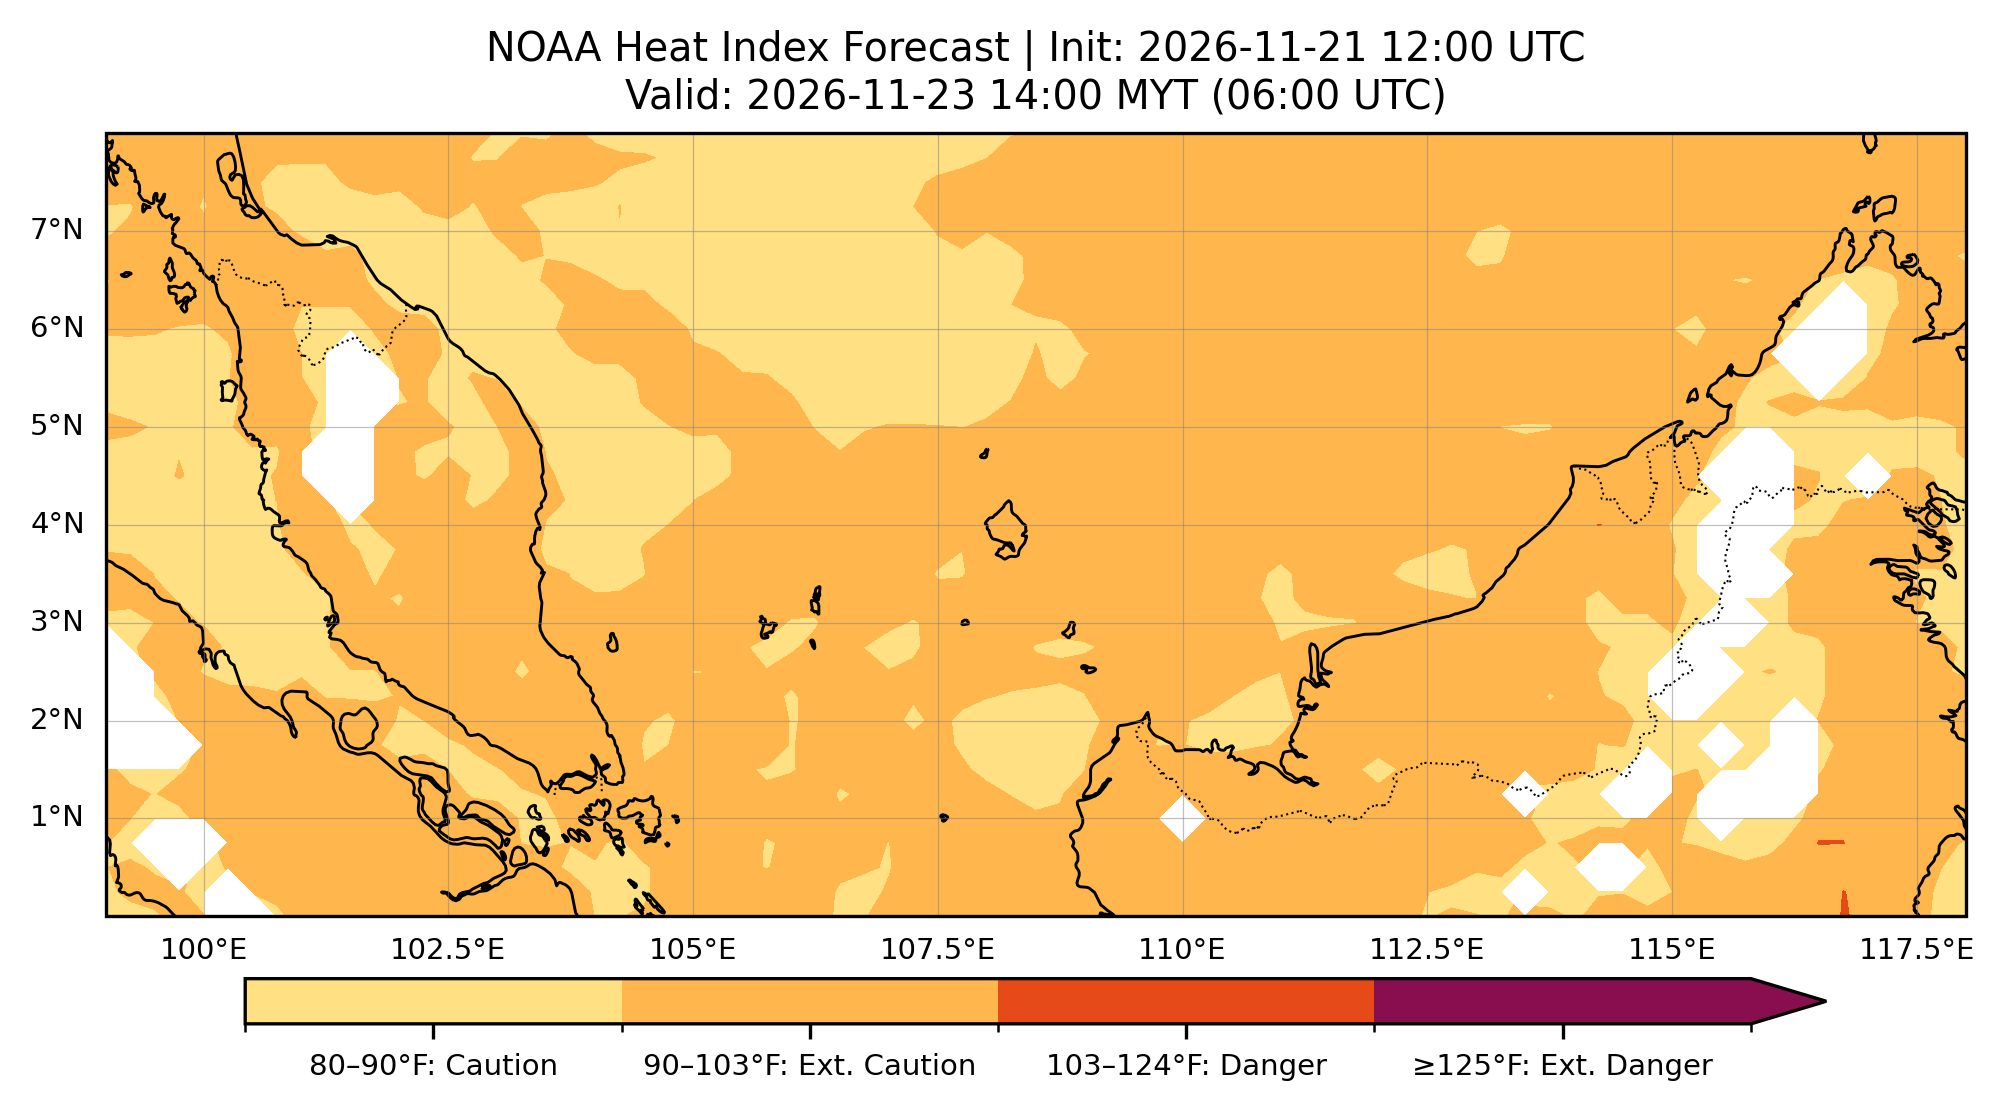 NOAA Heat Index Forecast | Init: 2026-11-21 12:00 UTC
Valid: 2026-11-23 14:00 MYT (06:00 UTC)
7°N
6°N
5°N
4°N
3°N
2°N
1°N
100°E 102.5°E 105°E 107.5°E 110°E 112.5°E 115°E 117.5°E
80–90°F: Caution 90–103°F: Ext. Caution 103–124°F: Danger ≥125°F: Ext. Danger